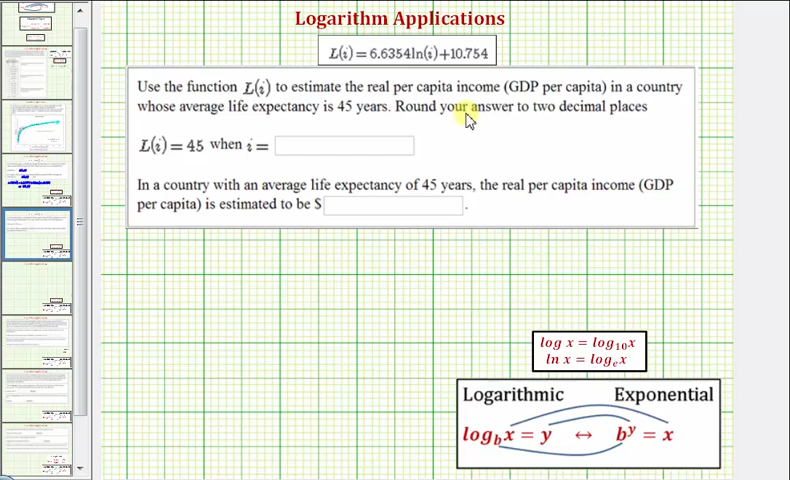 Logarithm Applications
L(i) = 6.6354ln(i)+10.754
Use the function L(i) to estimate the real per capita income (GDP per capita) in a country
whose average life expectancy is 45 years. Round your answer to two decimal places
L(i) = 45 when i =
In a country with an average life expectancy of 45 years, the real per capita income (GDP
per capita) is estimated to be $ .
log x = log₁₀x
ln x = logₑx
Logarithmic Exponential
log_b x = y ↔ bʸ = x